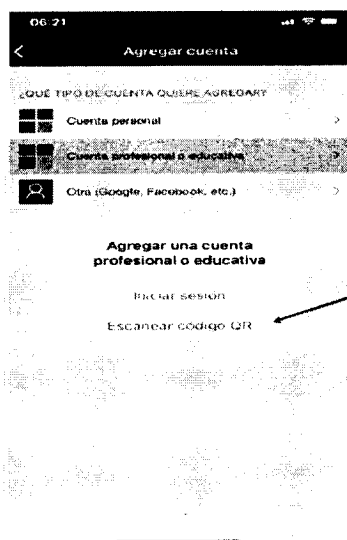 06:21
Agregar cuenta
¿QUÉ TIPO DE CUENTA QUIERE AGREGAR?
Cuenta personal
Cuenta profesional o educativa
Otra (Google, Facebook, etc.)
Agregar una cuenta
profesional o educativa
Iniciar sesión
Escanear código QR